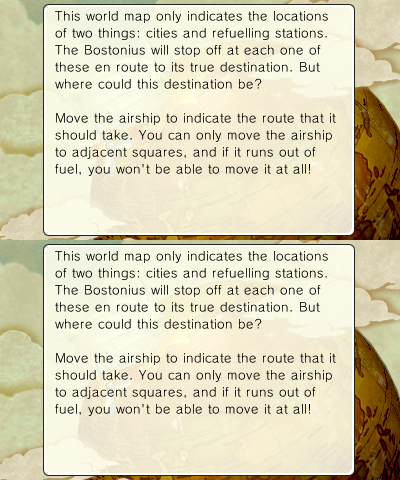 This world map only indicates the locations
of two things: cities and refuelling stations.
The Bostonius will stop off at each one of
these en route to its true destination. But
where could this destination be?
Move the airship to indicate the route that it
should take. You can only move the airship
to adjacent squares, and if it runs out of
fuel, you won't be able to move it at all!
This world map only indicates the locations
of two things: cities and refuelling stations.
The Bostonius will stop off at each one of
these en route to its true destination. But
where could this destination be?
Move the airship to indicate the route that it
should take. You can only move the airship
to adjacent squares, and if it runs out of
fuel, you won't be able to move it at all!